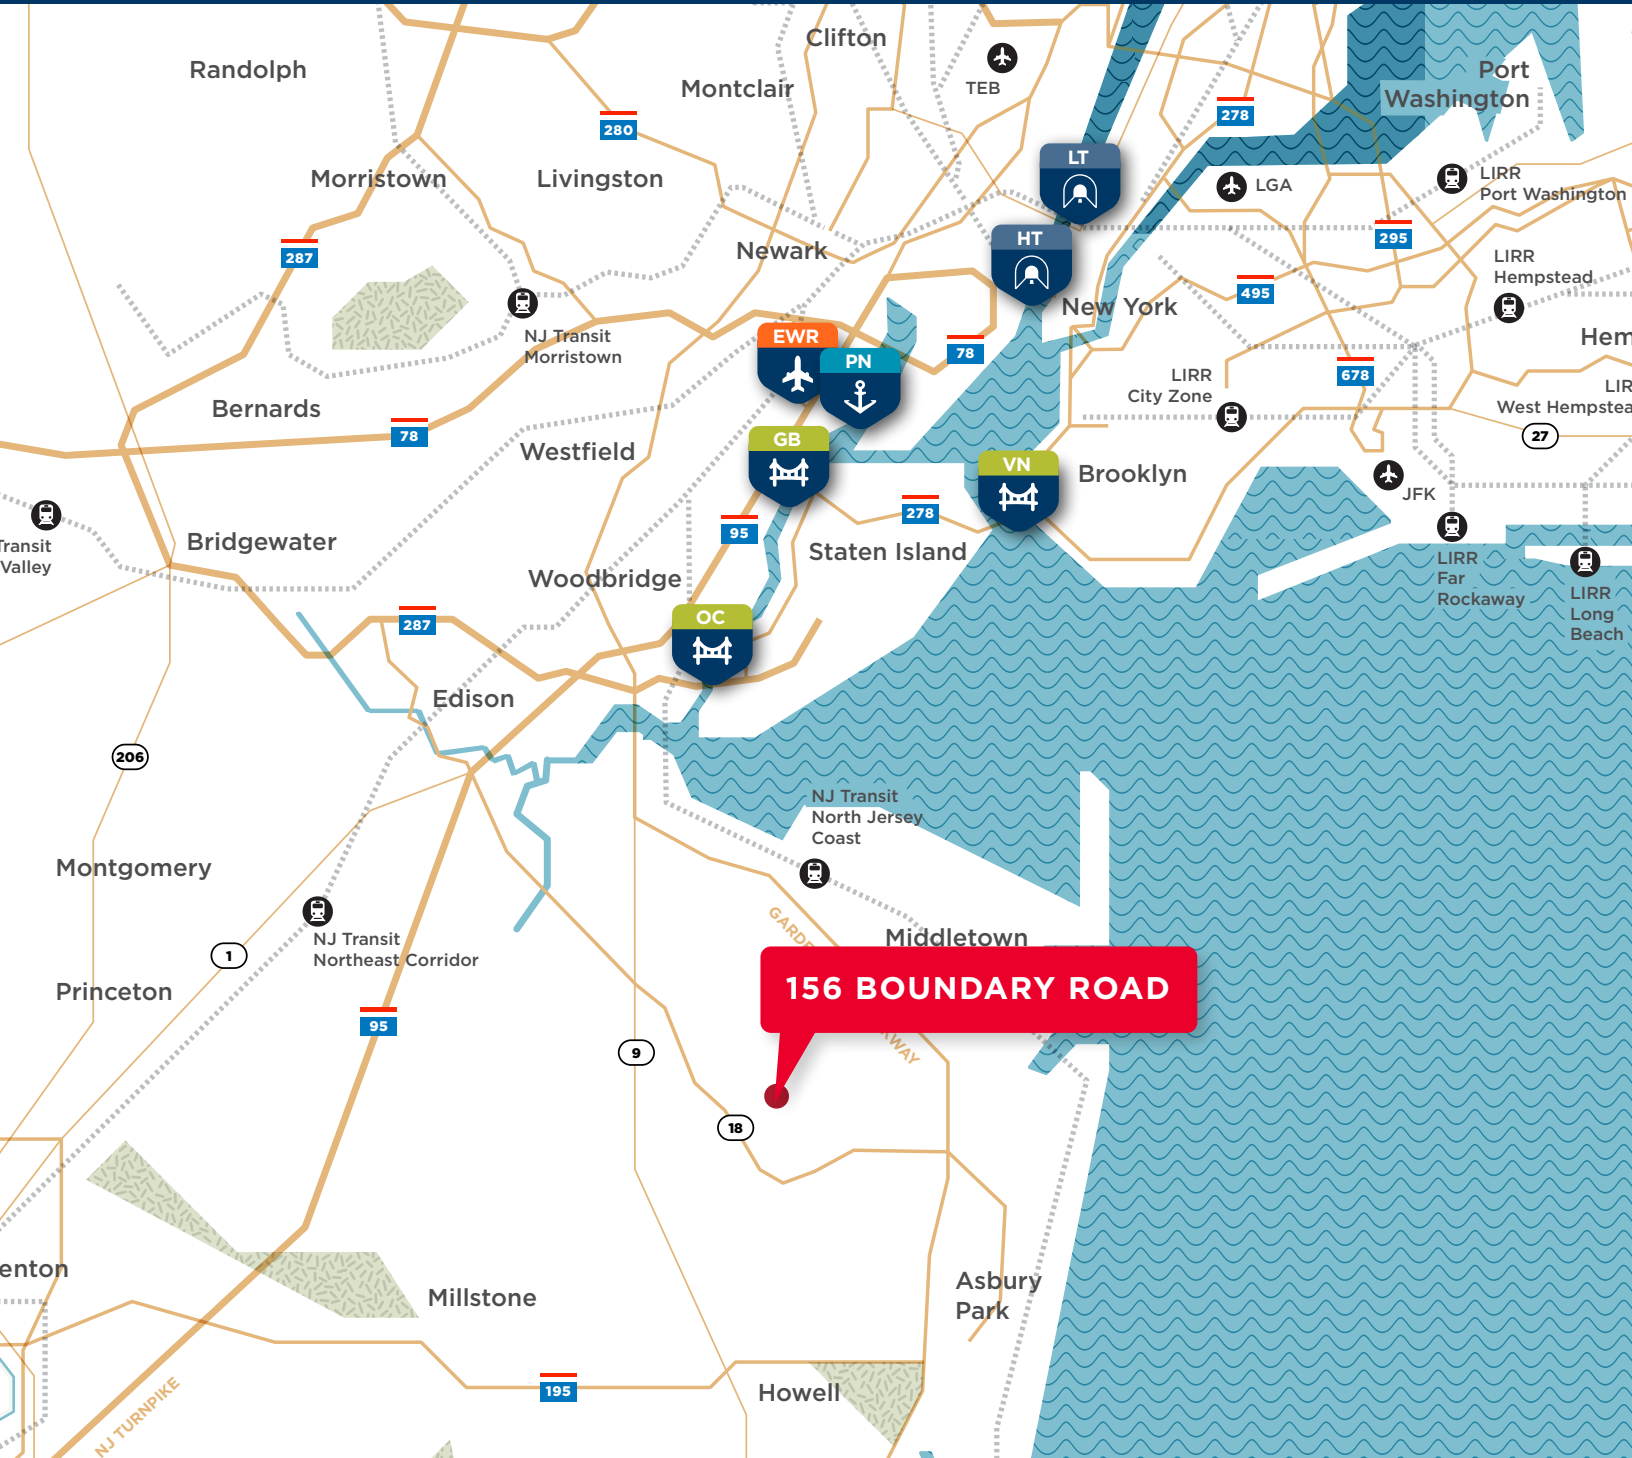 Clifton
Randolph
Montclair
TEB
Port
Washington
278
280
LT
Morristown
Livingston
LGA
LIRR
Port Washington
HT
295
Newark
287
LIRR
Hempstead
495
New York
EWR
NJ Transit
Morristown
78
PN
Hem
678
LIRR
City Zone
LIR
West Hempstea
Bernards
78
27
GB
Westfield
VN
Brooklyn
JFK
278
95
Bridgewater
Transit
Valley
Staten Island
LIRR
Far
Rockaway
Woodbridge
LIRR
Long
Beach
OC
287
Edison
206
NJ Transit
North Jersey
Coast
Montgomery
GARDE
Middletown
NJ Transit
Northeast Corridor
1
156 BOUNDARY ROAD
Princeton
95
WAY
9
18
enton
Asbury
Park
Millstone
195
Howell
NJ TURNPIKE